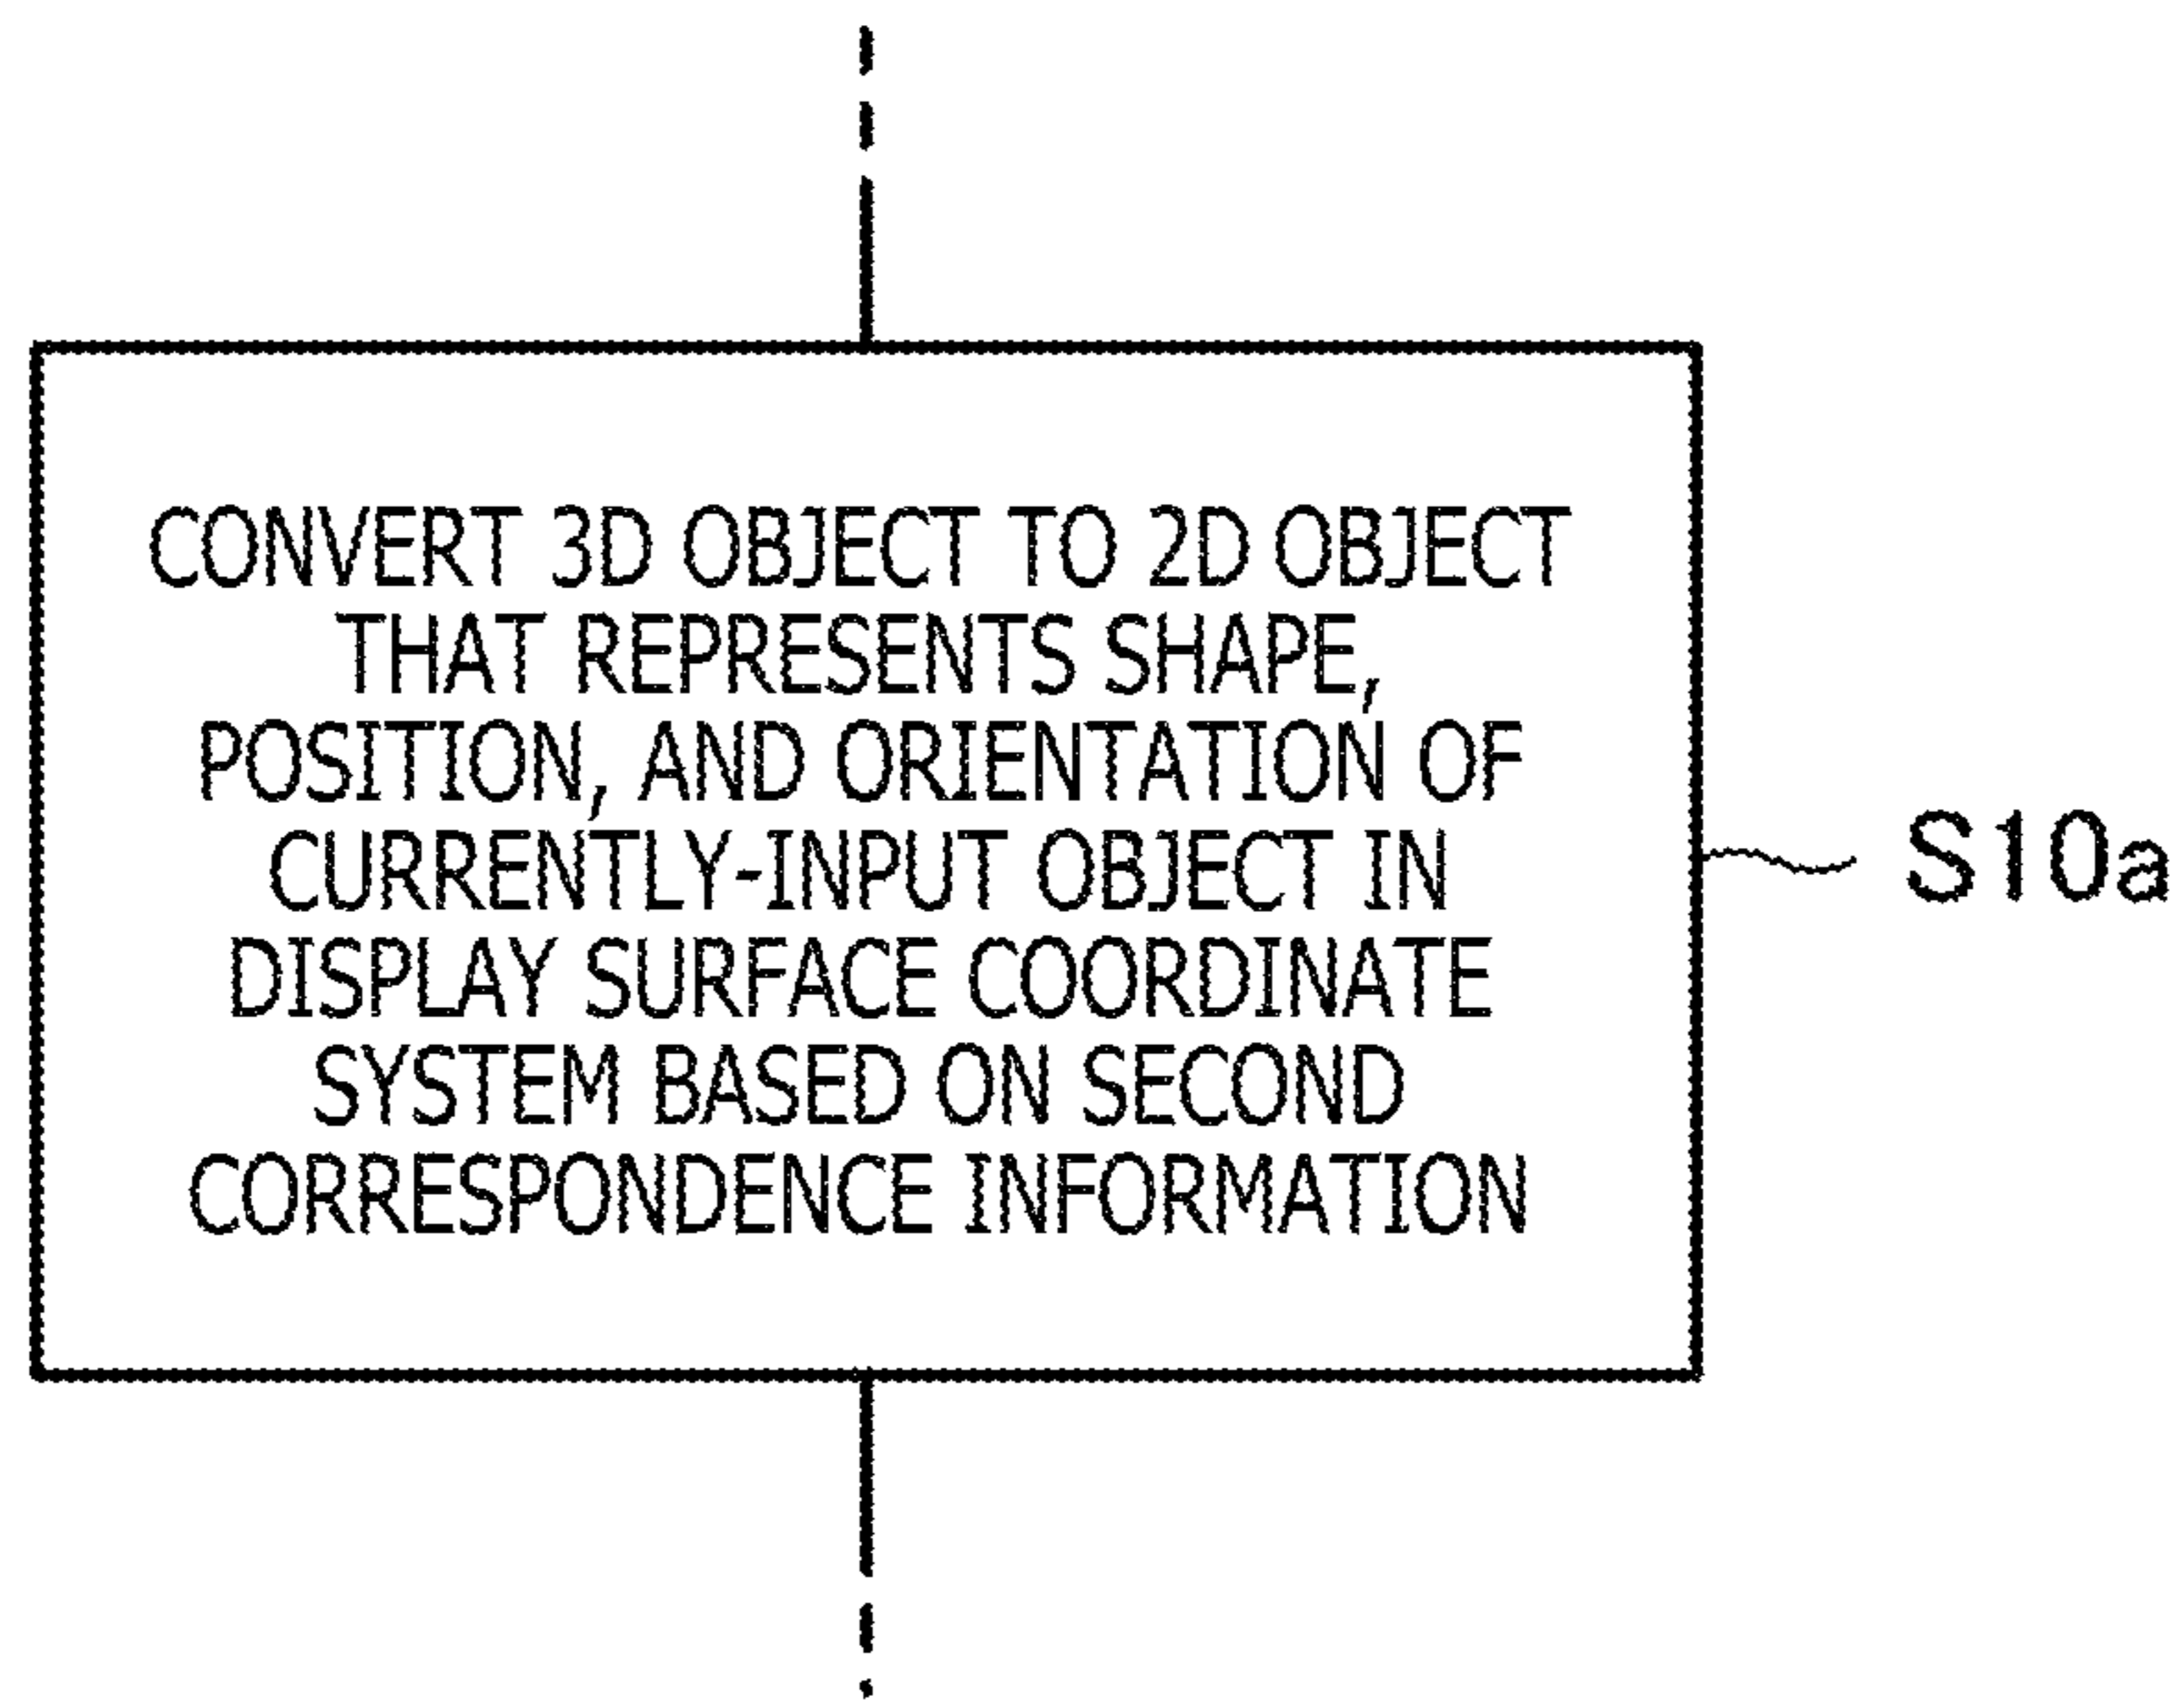 CONVERT 3D OBJECT TO 2D OBJECT
THAT REPRESENTS SHAPE,
POSITION, AND ORIENTATION OF
CURRENTLY-INPUT OBJECT IN
DISPLAY SURFACE COORDINATE
SYSTEM BASED ON SECOND
CORRESPONDENCE INFORMATION
S10a